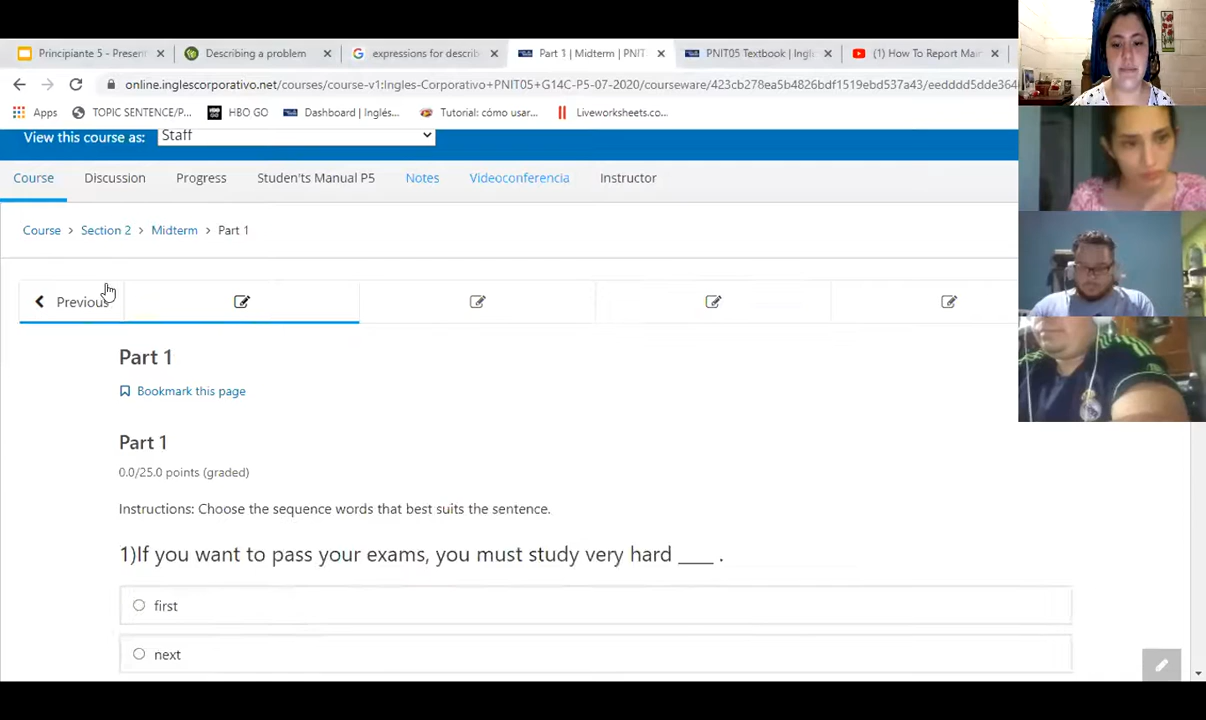 Principiante 5 - Present
Describing a problem
expressions for describ
Part 1 | Midterm | PNIT
PNIT05 Textbook | Ingl
(1) How To Report Mai
online.inglescorporativo.net/courses/course-v1:Ingles-Corporativo+PNIT05+G14C-P5-07-2020/courseware/423cb278ea5b4826bdf1519ebd537a43/eedddd5dde364
Apps
TOPIC SENTENCE/P...
HBO GO
Dashboard | Inglés...
Tutorial: cómo usar...
Liveworksheets.co...
View this course as:
Staff
Course
Discussion
Progress
Studen'ts Manual P5
Notes
Videoconferencia
Instructor
Course > Section 2 > Midterm > Part 1
Previous
Part 1
Bookmark this page
Part 1
0.0/25.0 points (graded)
Instructions: Choose the sequence words that best suits the sentence.
1)If you want to pass your exams, you must study very hard ____ .
first
next